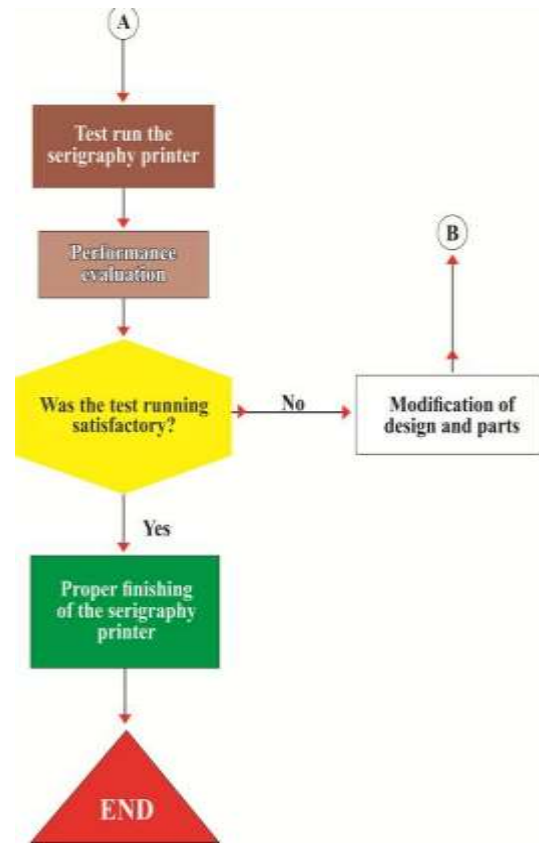 A
Test run the
serigraphy printer
Performance
evaluation
B
Was the test running
satisfactory?
No
Modification of
design and parts
Yes
Proper finishing
of the serigraphy
printer
END